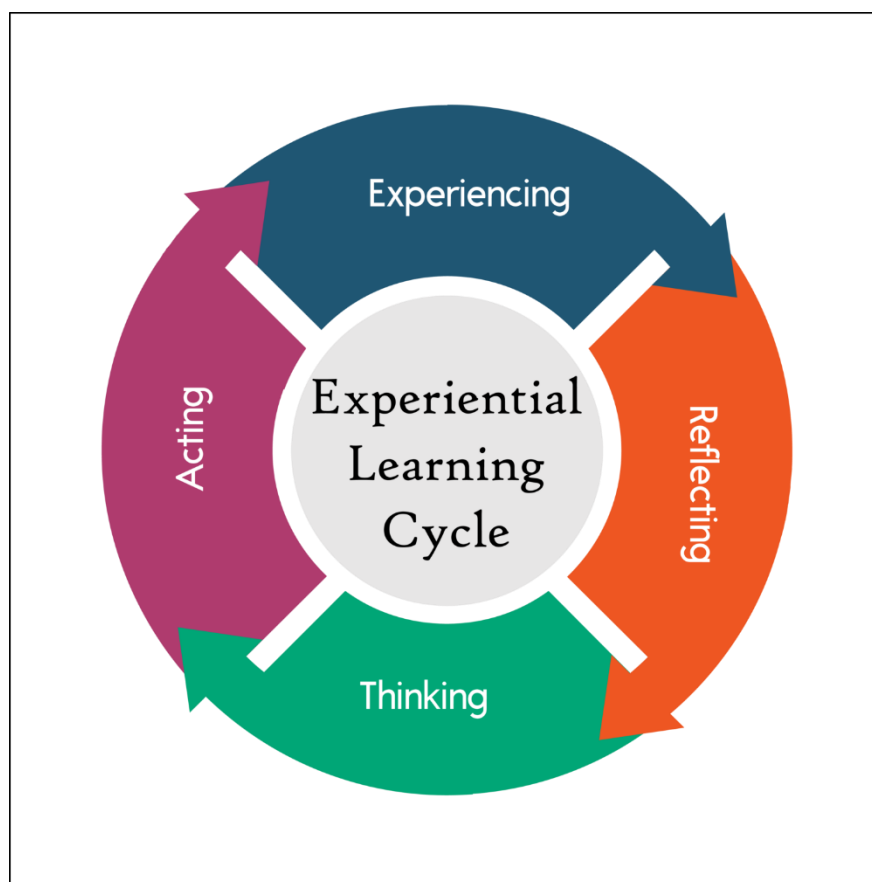 Experiencing
Reflecting
Thinking
Acting
Experiential
Learning
Cycle